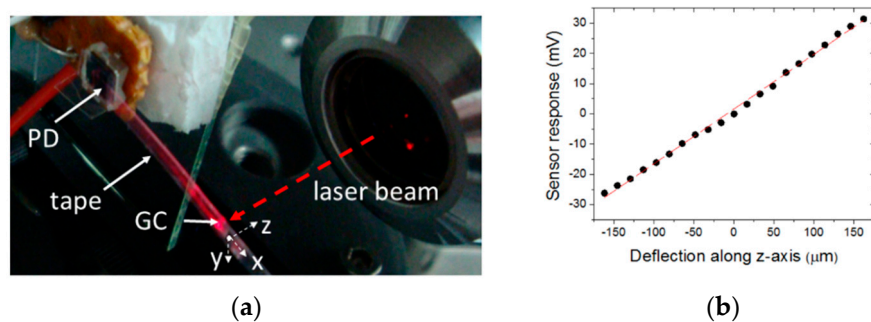 PD
tape
GC
laser beam
z
y
x
(a)
Sensor response (mV)
30
20
10
0
-10
-20
-30
-150 -100 -50 0 50 100 150
Deflection along z-axis (μm)
(b)